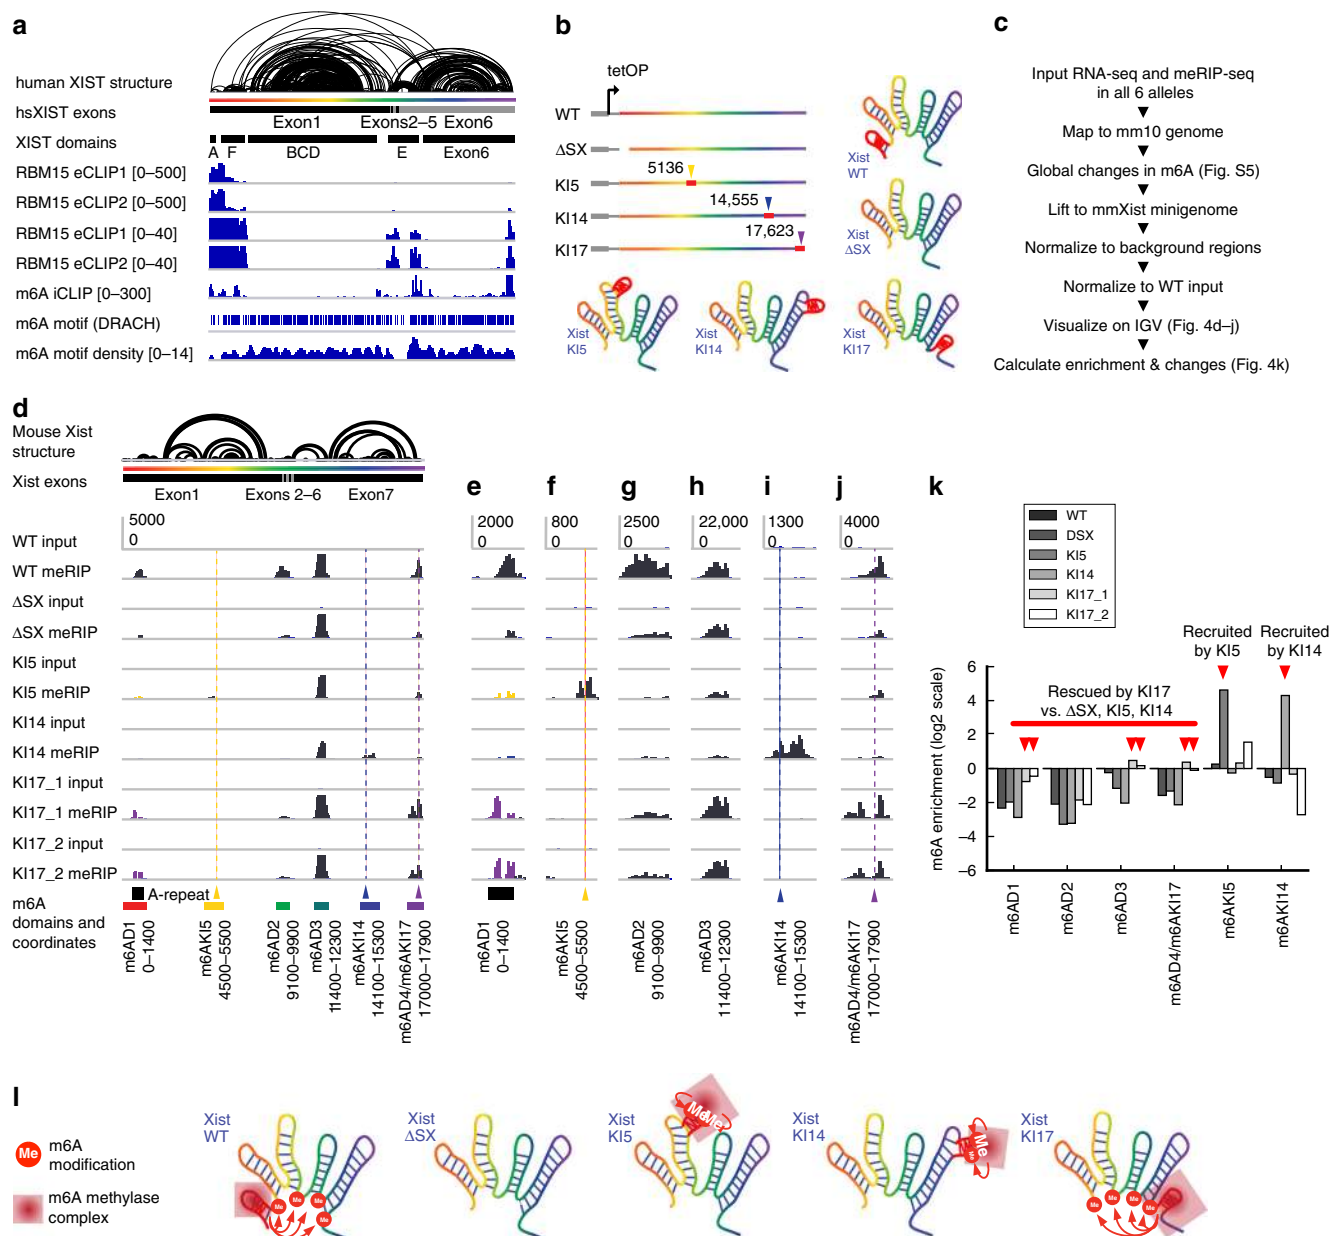 a
human XIST structure
hsXIST exons
Exon1
Exons2–5
Exon6
XIST domains
A
F
BCD
E
Exon6
RBM15 eCLIP1 [0–500]
RBM15 eCLIP2 [0–500]
RBM15 eCLIP1 [0–40]
RBM15 eCLIP2 [0–40]
m6A iCLIP [0–300]
m6A motif (DRACH)
m6A motif density [0–14]
b
tetOP
WT
ΔSX
KI5
5136
KI14
14,555
KI17
17,623
Xist
WT
Xist
ΔSX
Xist
KI5
Xist
KI14
Xist
KI17
c
Input RNA-seq and meRIP-seq
in all 6 alleles
Map to mm10 genome
Global changes in m6A (Fig. S5)
Lift to mmXist minigenome
Normalize to background regions
Normalize to WT input
Visualize on IGV (Fig. 4d–j)
Calculate enrichment & changes (Fig. 4k)
d
Mouse Xist
structure
Xist exons
Exon1
Exons 2–6
Exon7
5000
0
WT input
WT meRIP
ΔSX input
ΔSX meRIP
KI5 input
KI5 meRIP
KI14 input
KI14 meRIP
KI17_1 input
KI17_1 meRIP
KI17_2 input
KI17_2 meRIP
A-repeat
m6A
domains and
coordinates
m6AD1
0–1400
m6AKI5
4500–5500
m6AD2
9100–9900
m6AD3
11400–12300
m6AKI14
14100–15300
m6AD4/m6AKI17
17000–17900
e
2000
0
m6AD1
0–1400
f
800
0
m6AKI5
4500–5500
g
2500
0
m6AD2
9100–9900
h
22,000
0
m6AD3
11400–12300
i
1300
0
m6AKI14
14100–15300
j
4000
0
m6AD4/m6AKI17
17000–17900
k
WT
DSX
KI5
KI14
KI17_1
KI17_2
Recruited
by KI5
Recruited
by KI14
Rescued by KI17
vs. ΔSX, KI5, KI14
m6A enrichment (log2 scale)
6
4
2
0
–2
–4
–6
m6AD1
m6AD2
m6AD3
m6AD4/m6AKI17
m6AKI5
m6AKI14
l
Me
m6A
modification
m6A methylase
complex
Xist
WT
Me
Me
Me
Me
Xist
ΔSX
Xist
KI5
Me
Me
Xist
KI14
Me
Me
Xist
KI17
Me
Me
Me
Me